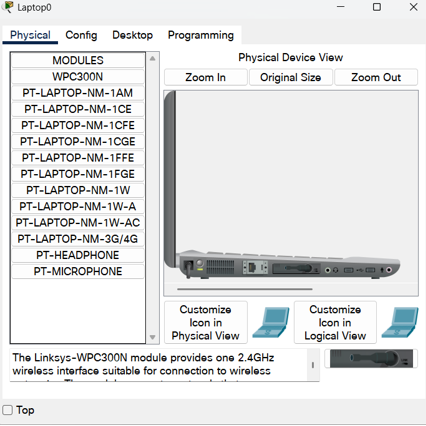 Laptop0
Physical Config Desktop Programming
MODULES
WPC300N
PT-LAPTOP-NM-1AM
PT-LAPTOP-NM-1CE
PT-LAPTOP-NM-1CFE
PT-LAPTOP-NM-1CGE
PT-LAPTOP-NM-1FFE
PT-LAPTOP-NM-1FGE
PT-LAPTOP-NM-1W
PT-LAPTOP-NM-1W-A
PT-LAPTOP-NM-1W-AC
PT-LAPTOP-NM-3G/4G
PT-HEADPHONE
PT-MICROPHONE
Physical Device View
Zoom In Original Size Zoom Out
Customize
Icon in
Physical View
Customize
Icon in
Logical View
The Linksys-WPC300N module provides one 2.4GHz
wireless interface suitable for connection to wireless
Top